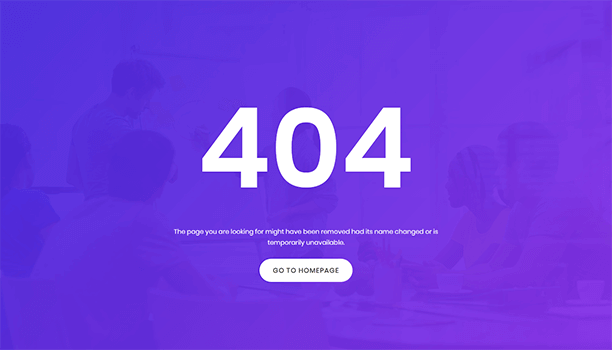 404
The page you are looking for might have been removed had its name changed or is
temporarily unavailable.
GO TO HOMEPAGE